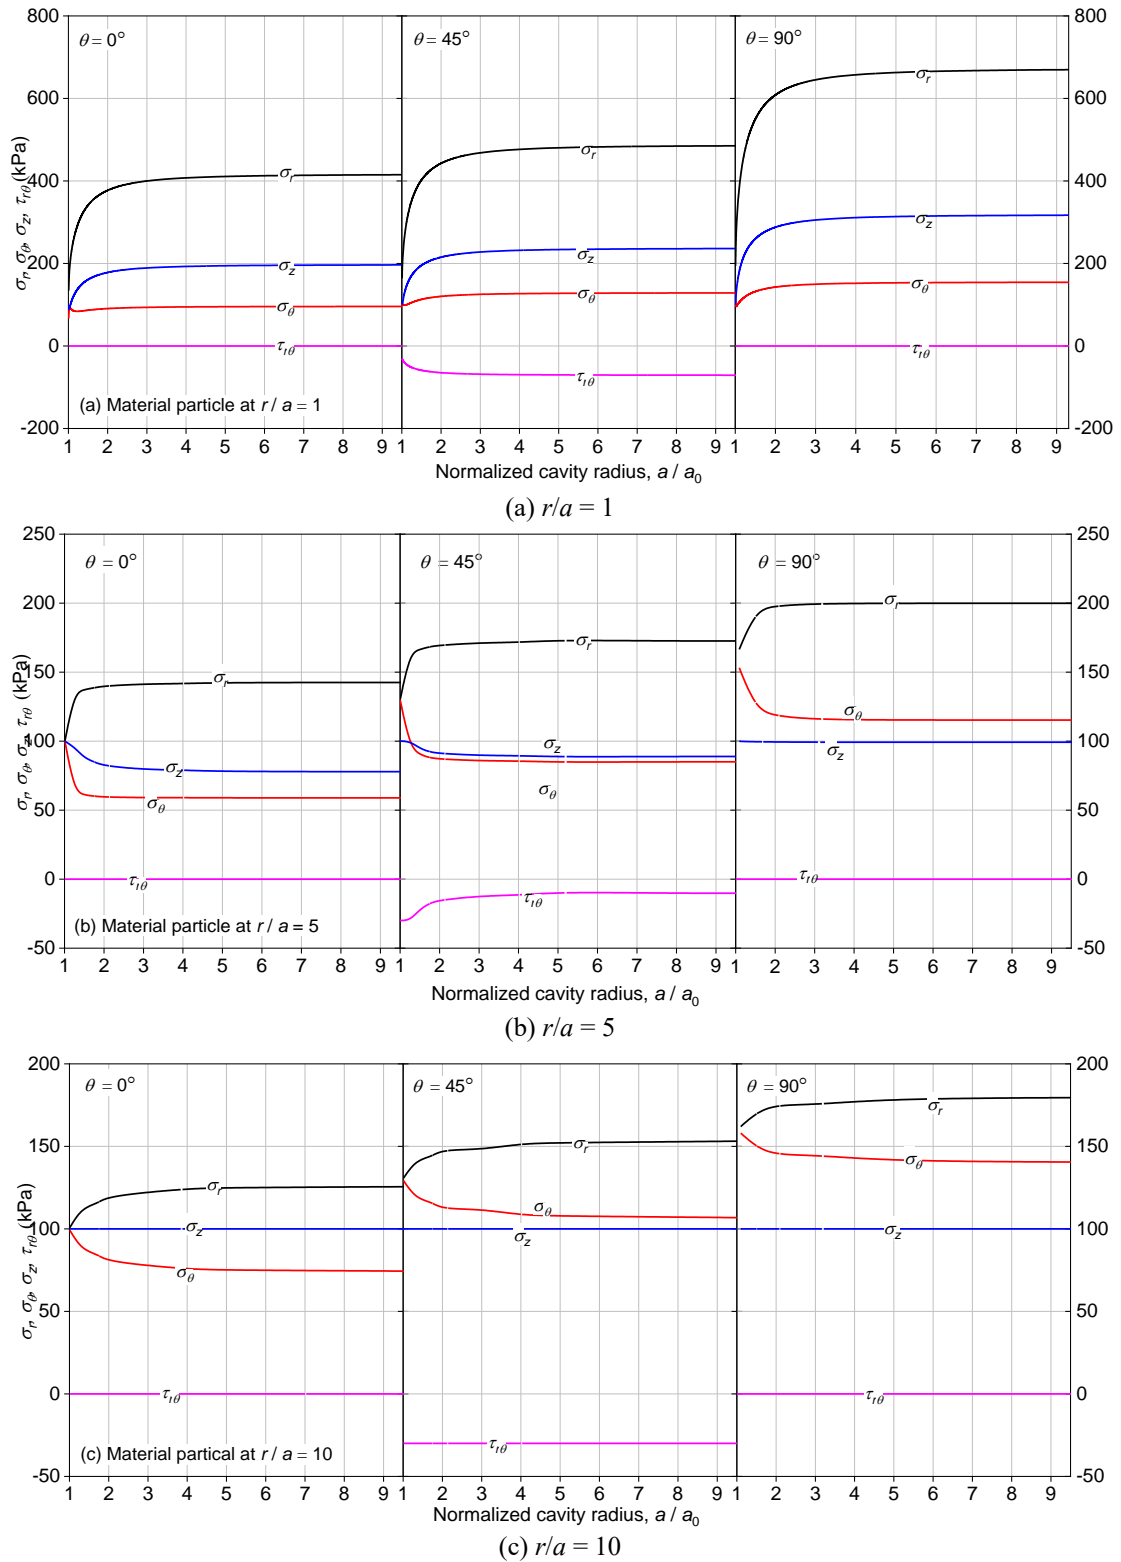 800
600
400
200
0
-200
σr, σθ, σz, τrθ (kPa)
θ = 0°
θ = 45°
θ = 90°
800
600
400
200
0
-200
σr
σz
σθ
τrθ
σr
σz
σθ
τrθ
σr
σz
σθ
τrθ
(a) Material particle at r / a = 1
1 2 3 4 5 6 7 8 9 1 2 3 4 5 6 7 8 9 1 2 3 4 5 6 7 8 9
Normalized cavity radius, a / a0
(a) r/a = 1
250
200
150
100
50
0
-50
σr, σθ, σz, τrθ (kPa)
θ = 0°
θ = 45°
θ = 90°
250
200
150
100
50
0
-50
σr
σz
σθ
τrθ
σr
σz
σθ
τrθ
σr
σθ
σz
τrθ
(b) Material particle at r / a = 5
1 2 3 4 5 6 7 8 9 1 2 3 4 5 6 7 8 9 1 2 3 4 5 6 7 8 9
Normalized cavity radius, a / a0
(b) r/a = 5
200
150
100
50
0
-50
σr, σθ, σz, τrθ (kPa)
θ = 0°
θ = 45°
θ = 90°
200
150
100
50
0
-50
σr
σz
σθ
τrθ
σr
σθ
σz
τrθ
σr
σθ
σz
τrθ
(c) Material partical at r / a = 10
1 2 3 4 5 6 7 8 9 1 2 3 4 5 6 7 8 9 1 2 3 4 5 6 7 8 9
Normalized cavity radius, a / a0
(c) r/a = 10